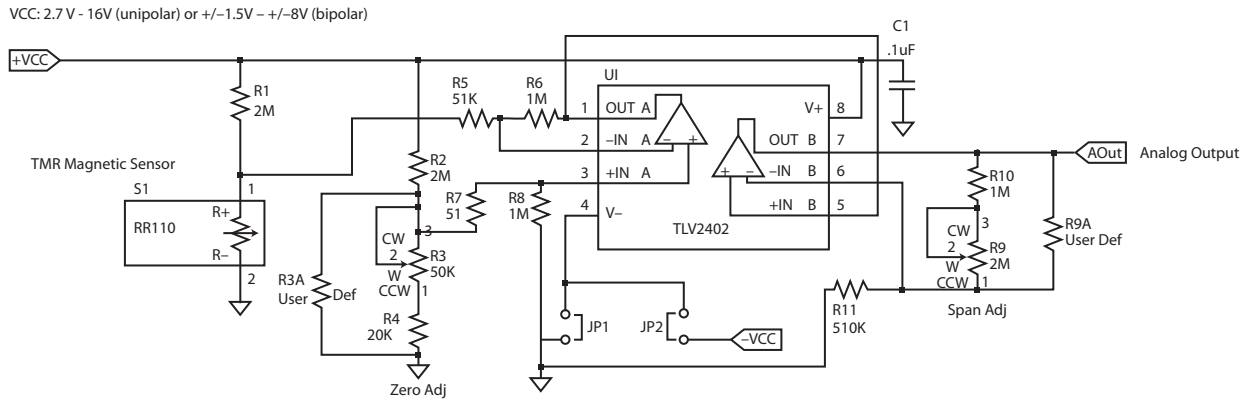 VCC: 2.7 V - 16V (unipolar) or +/–1.5V – +/–8V (bipolar)
+VCC
C1
.1uF
R1
2M
R5
51K
R6
1M
UI
1 OUT A
2 –IN A
3 +IN A
4 V–
V+ 8
OUT B 7
–IN B 6
+IN B 5
TLV2402
AOut Analog Output
TMR Magnetic Sensor
S1
1
R+
RR110
R–
2
R2
2M
R7
51
R8
1M
CW
3
2
W
CCW
R3
50K
1
R3A
User Def
R4
20K
Zero Adj
JP1
JP2
–VCC
R11
510K
R10
1M
CW
3
2
W
CCW
R9
2M
1
Span Adj
R9A
User Def